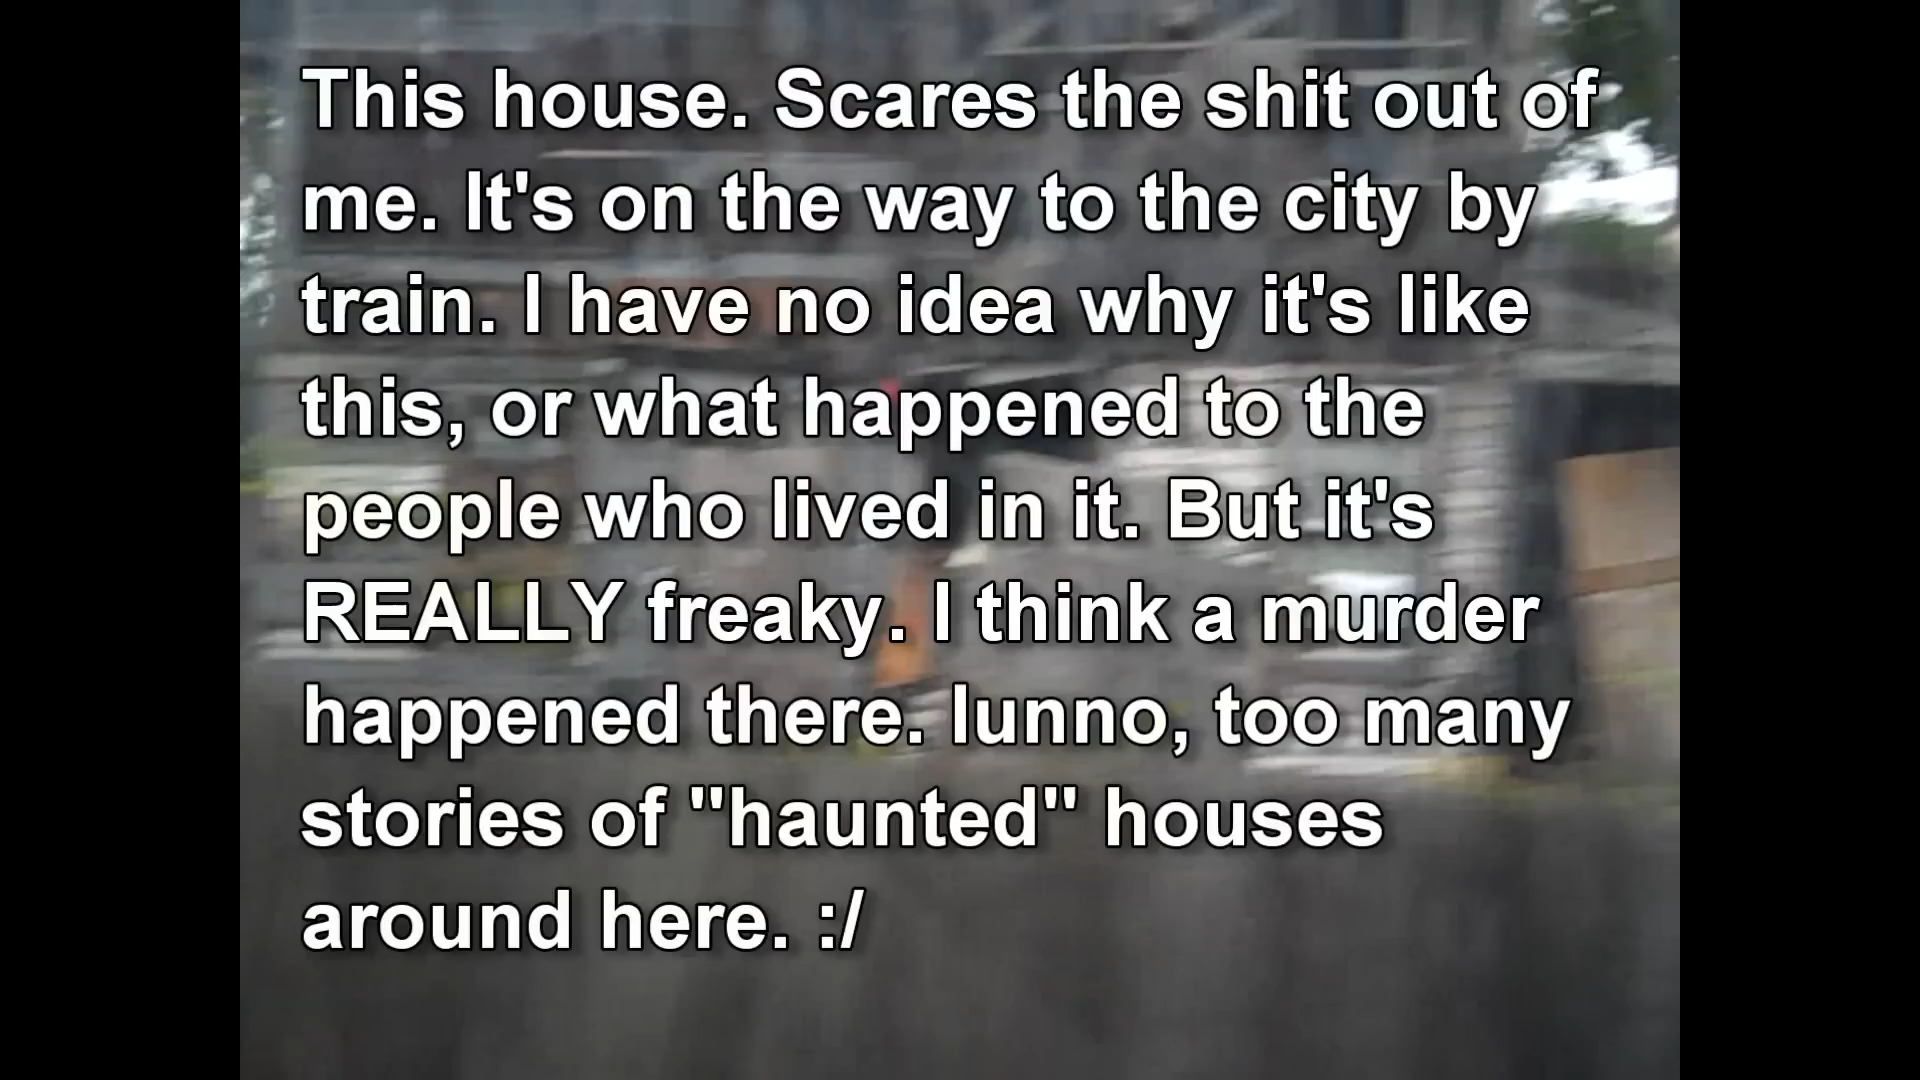 This house. Scares the shit out of
me. It's on the way to the city by
train. I have no idea why it's like
this, or what happened to the
people who lived in it. But it's
REALLY freaky. I think a murder
happened there. Iunno, too many
stories of "haunted" houses
around here. :/